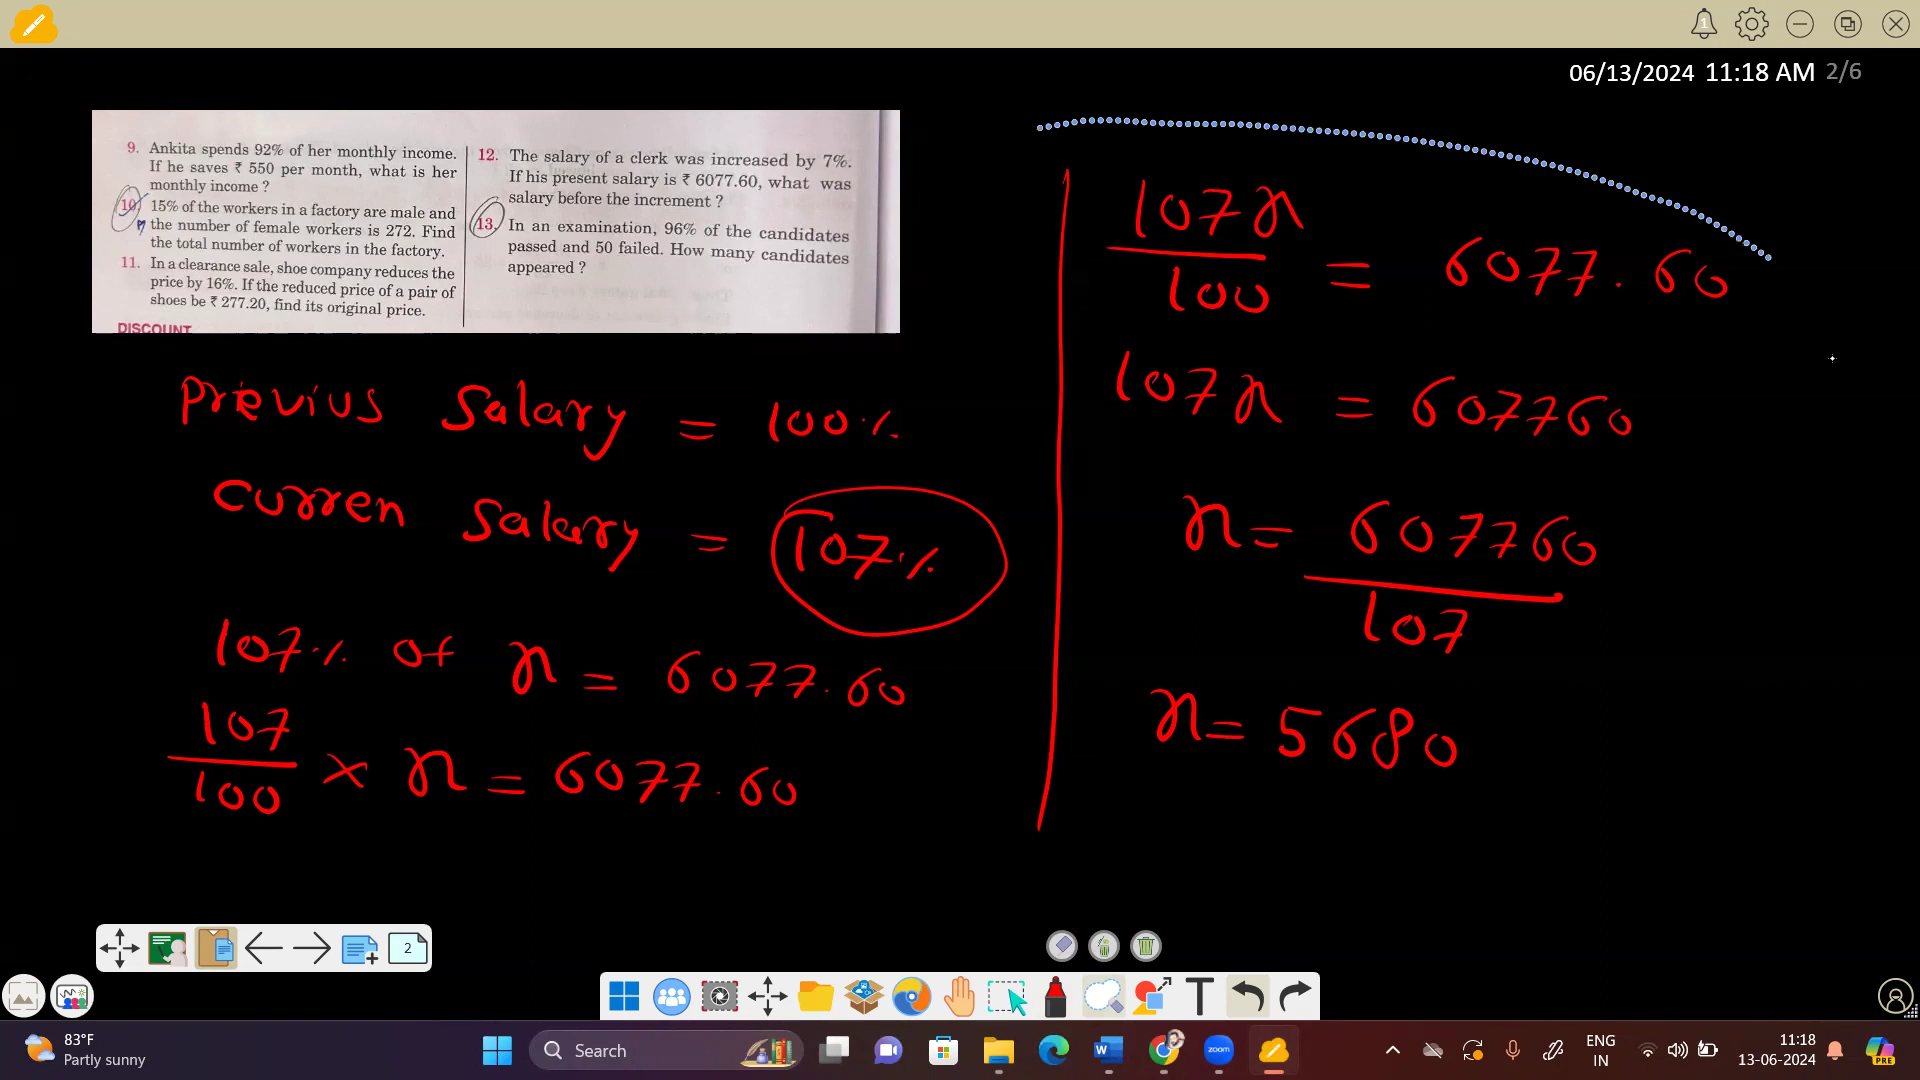 06/13/2024 11:18 AM 2/6
9. Ankita spends 92% of her monthly income.
If he saves ₹ 550 per month, what is her
monthly income ?
10. 15% of the workers in a factory are male and
the number of female workers is 272. Find
the total number of workers in the factory.
11. In a clearance sale, shoe company reduces the
price by 16%. If the reduced price of a pair of
shoes be ₹ 277.20, find its original price.
DISCOUNT
12. The salary of a clerk was increased by 7%.
If his present salary is ₹ 6077.60, what was
salary before the increment ?
13. In an examination, 96% of the candidates
passed and 50 failed. How many candidates
appeared ?
Previus Salary = 100%
Curren Salary = 107%
107% of x = 6077.60
107/100 × x = 6077.60
107x/100 = 6077.60
107x = 607760
x = 607760/107
x = 5680
2
83°F
Partly sunny
Search
zoom
ENG
IN
11:18
13-06-2024
PRE